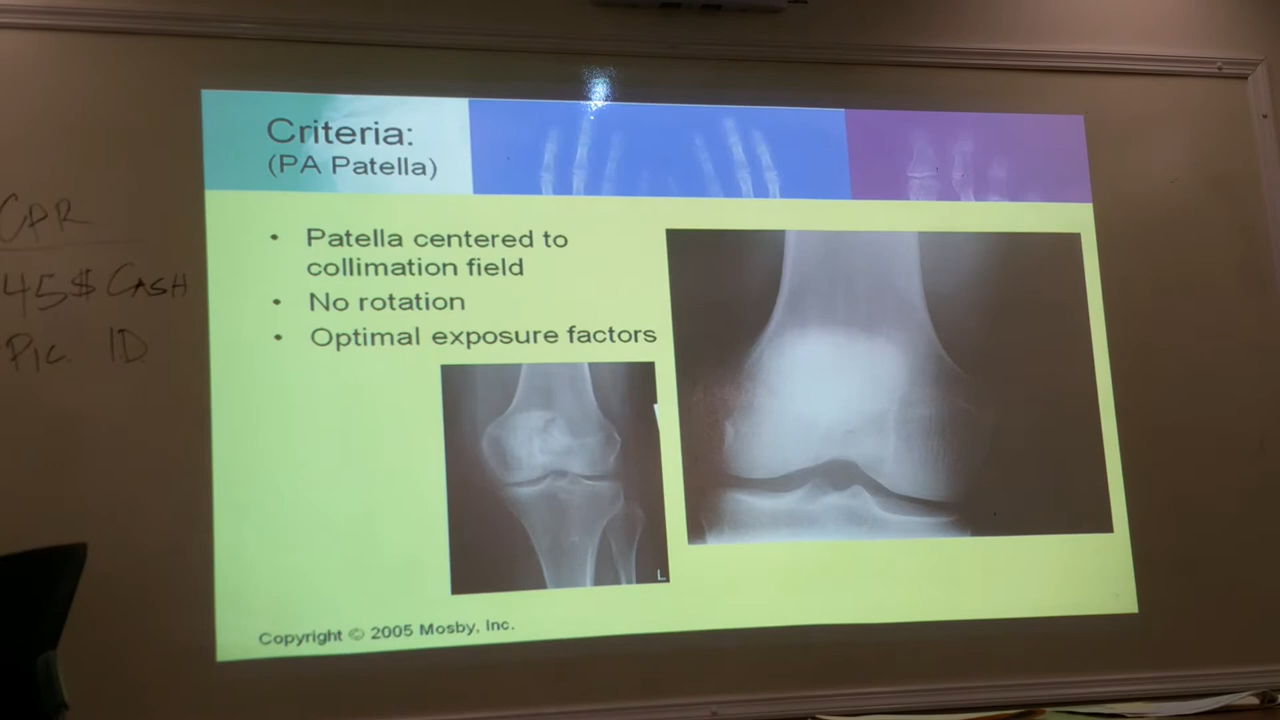 CPR
45$ CASH
PIC ID
Criteria:
(PA Patella)
• Patella centered to
collimation field
• No rotation
• Optimal exposure factors
L
Copyright © 2005 Mosby, Inc.